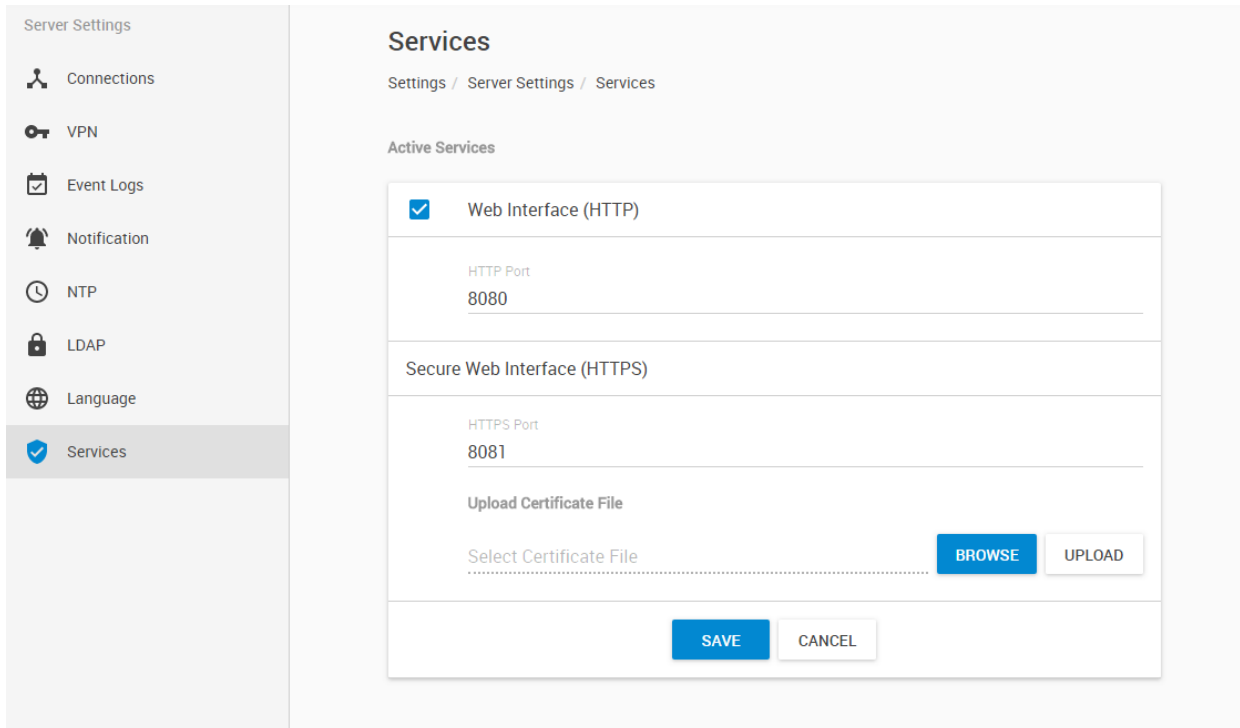 Server Settings
Connections
VPN
Event Logs
Notification
NTP
LDAP
Language
Services
Services
Settings / Server Settings / Services
Active Services
Web Interface (HTTP)
HTTP Port
8080
Secure Web Interface (HTTPS)
HTTPS Port
8081
Upload Certificate File
Select Certificate File BROWSE UPLOAD
SAVE CANCEL